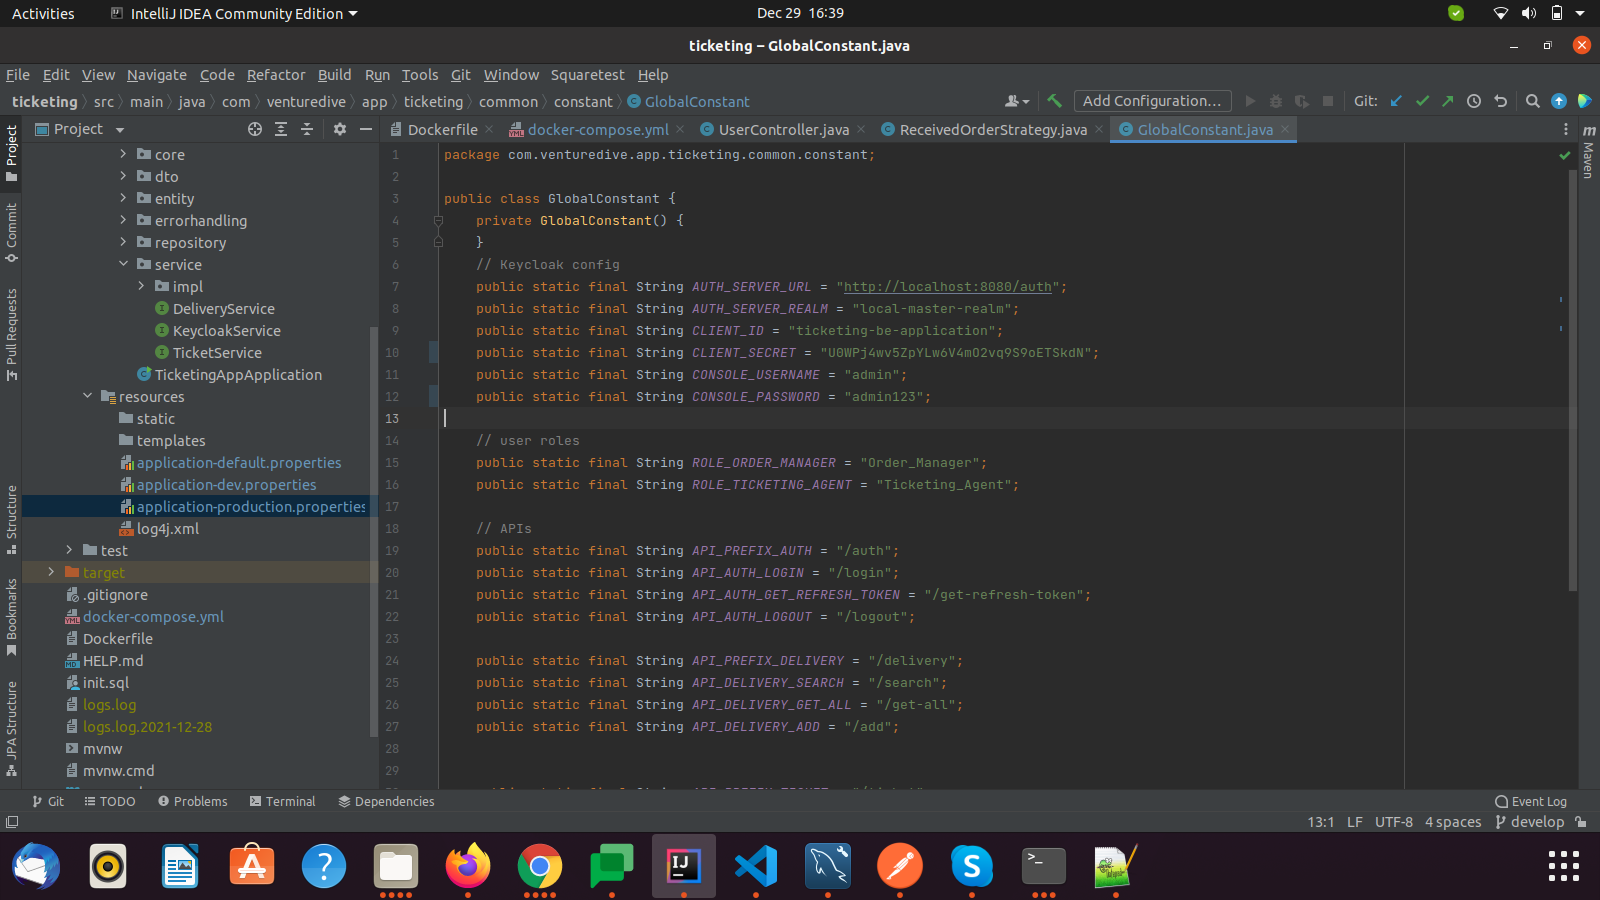 Activities
IntelliJ IDEA Community Edition
Dec 29 16:39
ticketing – GlobalConstant.java
File Edit View Navigate Code Refactor Build Run Tools Git Window Squaretest Help
ticketing src main java com venturedive app ticketing common constant GlobalConstant
Add Configuration...
Git:
Project
Dockerfile
docker-compose.yml
UserController.java
ReceivedOrderStrategy.java
GlobalConstant.java
Project
Commit
Pull Requests
Structure
Bookmarks
JPA Structure
m
Maven
core
dto
entity
errorhandling
repository
service
impl
DeliveryService
KeycloakService
TicketService
TicketingAppApplication
resources
static
templates
application-default.properties
application-dev.properties
application-production.properties
log4j.xml
test
target
.gitignore
docker-compose.yml
Dockerfile
HELP.md
init.sql
logs.log
logs.log.2021-12-28
mvnw
mvnw.cmd
1 package com.venturedive.app.ticketing.common.constant;
2
3 public class GlobalConstant {
4 private GlobalConstant() {
5 }
6 // Keycloak config
7 public static final String AUTH_SERVER_URL = "http://localhost:8080/auth";
8 public static final String AUTH_SERVER_REALM = "local-master-realm";
9 public static final String CLIENT_ID = "ticketing-be-application";
10 public static final String CLIENT_SECRET = "U0WPj4wv5ZpYLw6V4mO2vq9S9oETSkdN";
11 public static final String CONSOLE_USERNAME = "admin";
12 public static final String CONSOLE_PASSWORD = "admin123";
13
14 // user roles
15 public static final String ROLE_ORDER_MANAGER = "Order_Manager";
16 public static final String ROLE_TICKETING_AGENT = "Ticketing_Agent";
17
18 // APIs
19 public static final String API_PREFIX_AUTH = "/auth";
20 public static final String API_AUTH_LOGIN = "/login";
21 public static final String API_AUTH_GET_REFRESH_TOKEN = "/get-refresh-token";
22 public static final String API_AUTH_LOGOUT = "/logout";
23
24 public static final String API_PREFIX_DELIVERY = "/delivery";
25 public static final String API_DELIVERY_SEARCH = "/search";
26 public static final String API_DELIVERY_GET_ALL = "/get-all";
27 public static final String API_DELIVERY_ADD = "/add";
28
29
Git TODO Problems Terminal Dependencies
Event Log
13:1 LF UTF-8 4 spaces develop